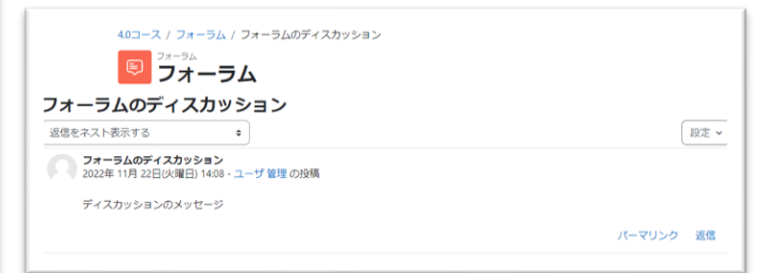 4.0コース / フォーラム / フォーラムのディスカッション
フォーラム
フォーラム
フォーラムのディスカッション
返信をネスト表示する
設定
フォーラムのディスカッション
2022年 11月 22日(火曜日) 14:08 - ユーザ 管理 の投稿
ディスカッションのメッセージ
パーマリンク 返信